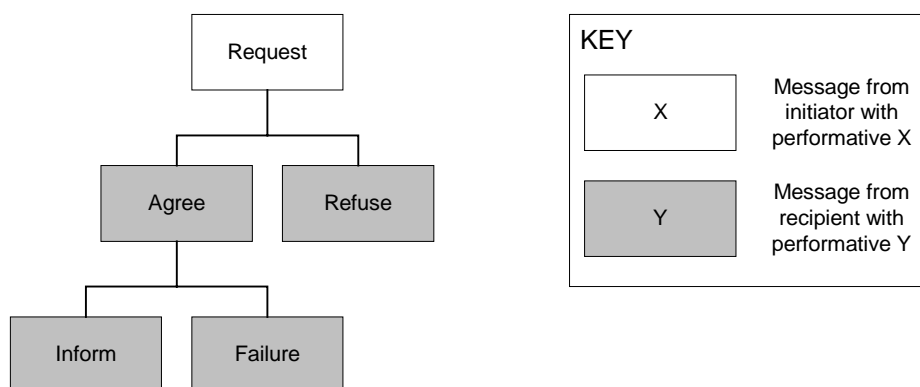 Request
Agree
Refuse
Inform
Failure
KEY
X
Message from
initiator with
performative X
Y
Message from
recipient with
performative Y